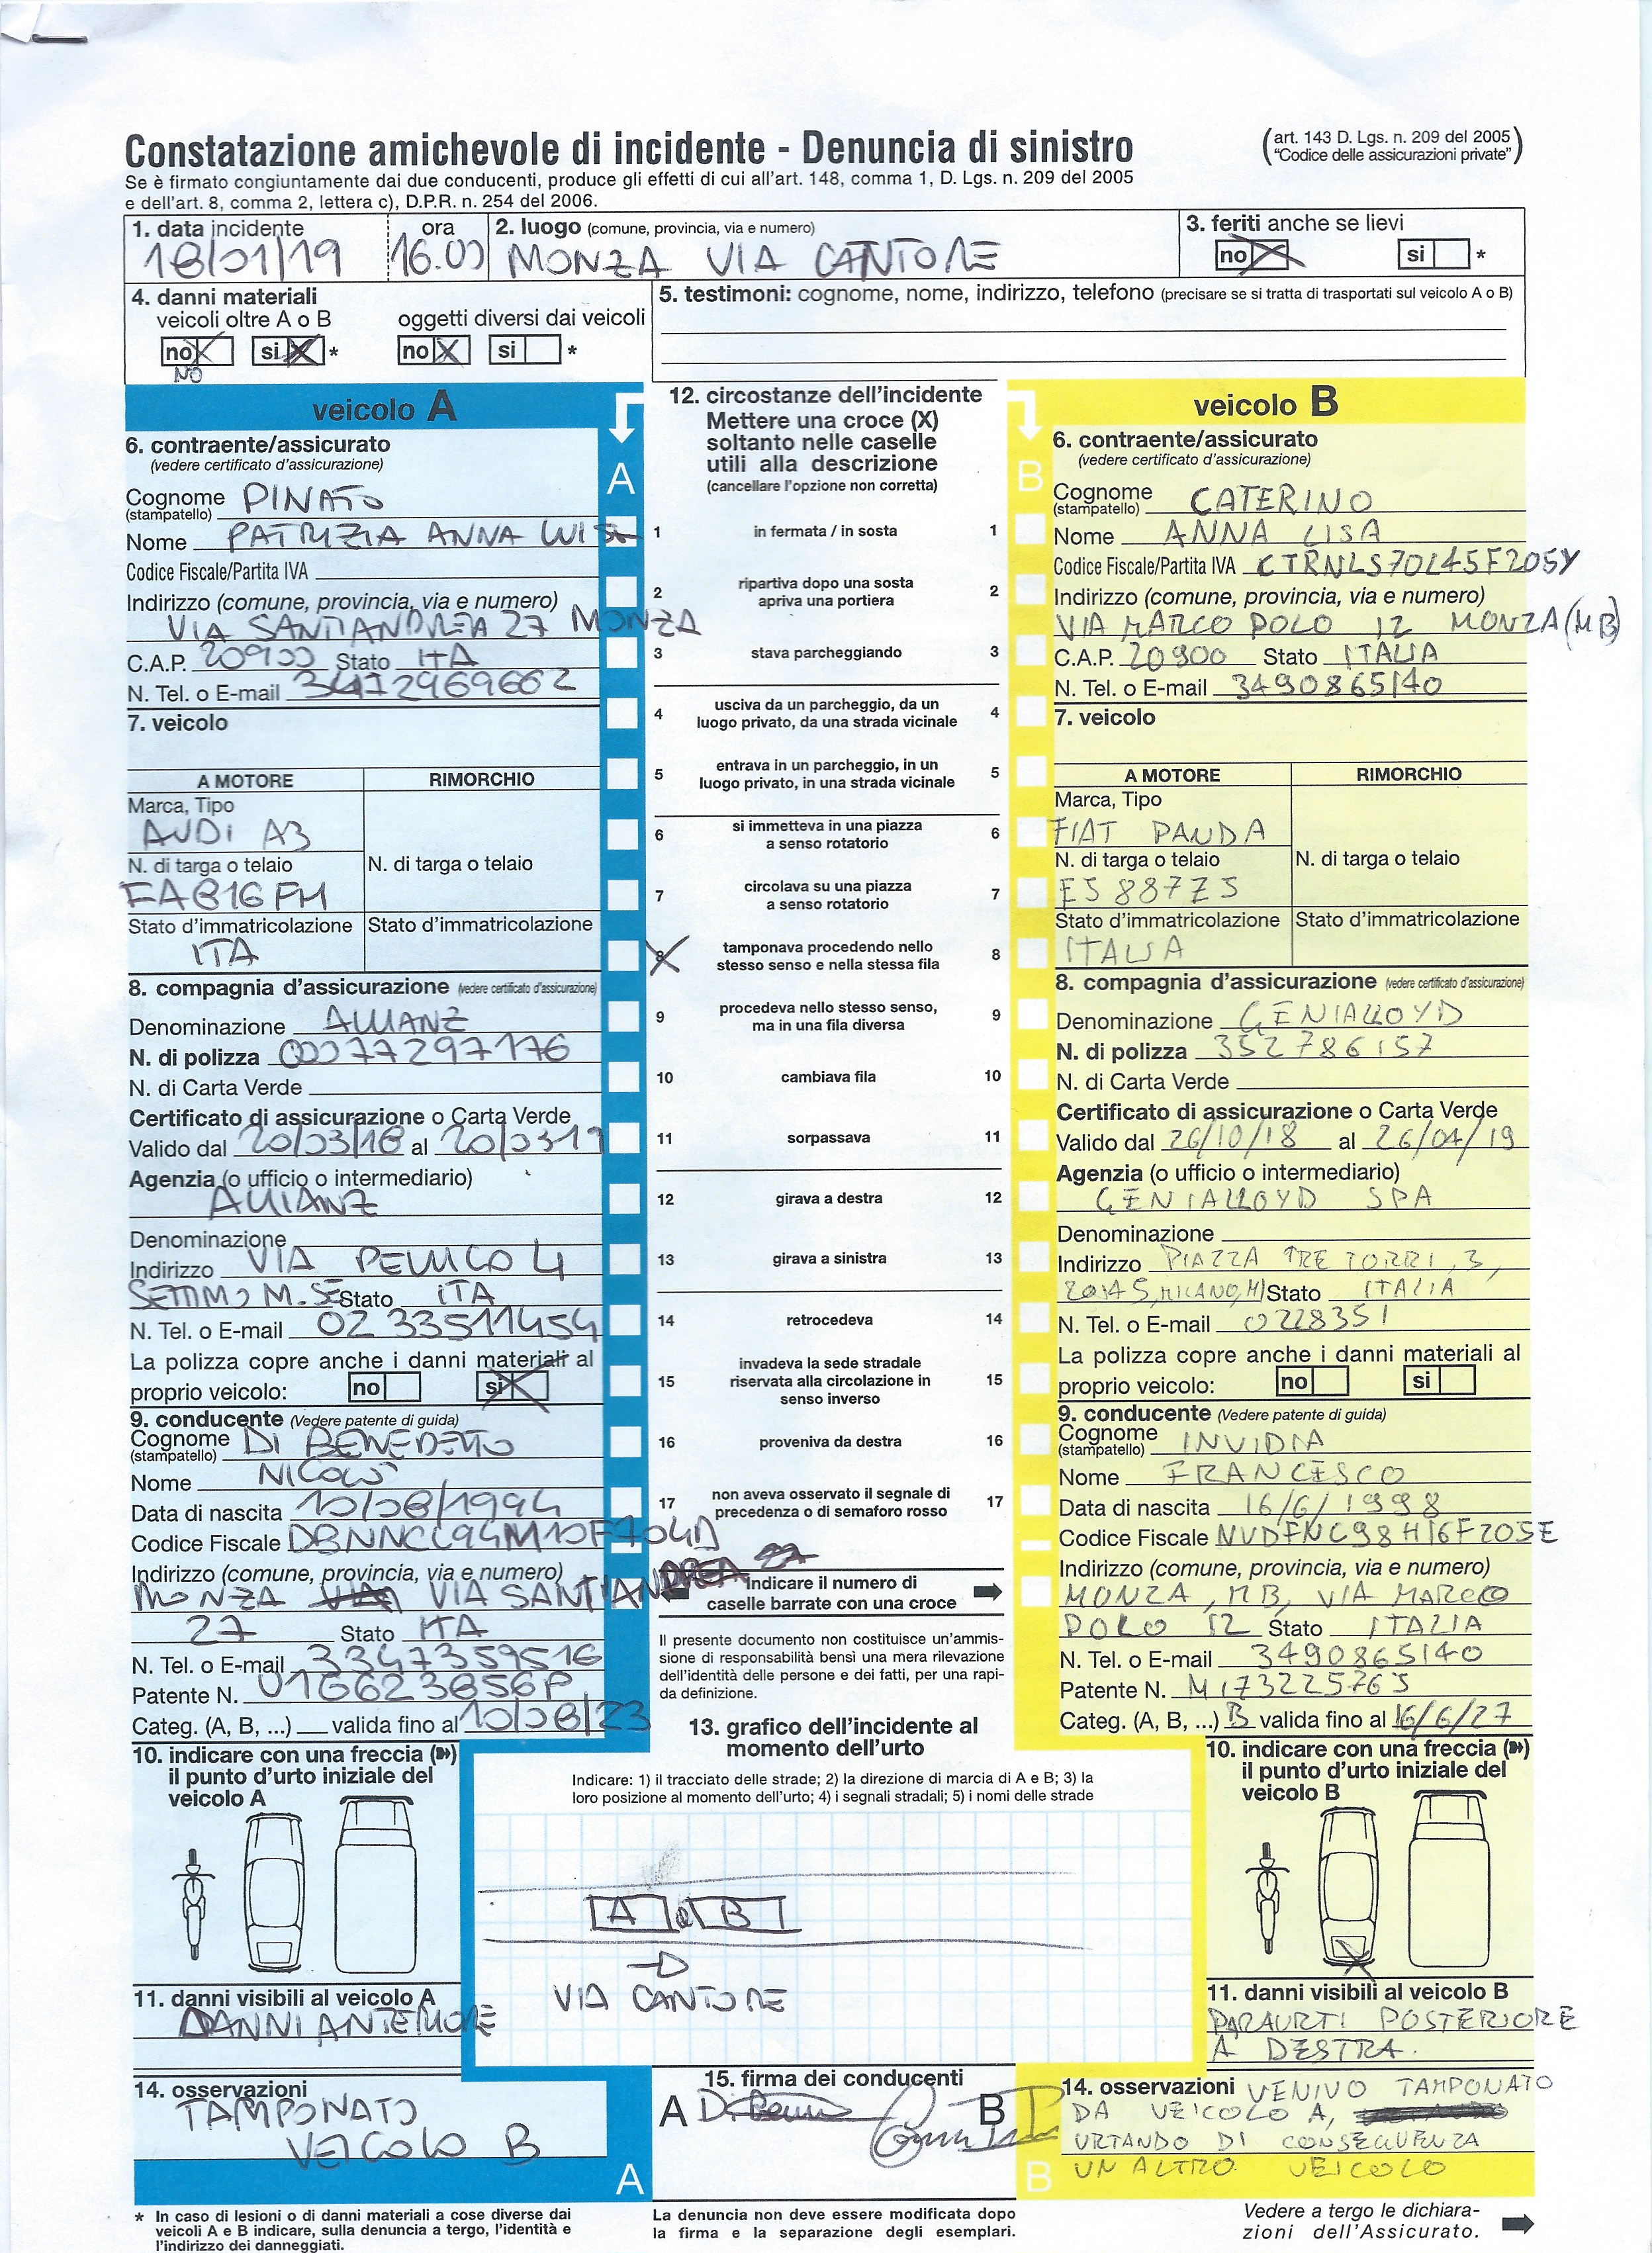 Constatazione amichevole di incidente - Denuncia di sinistro
(art. 143 D. Lgs. n. 209 del 2005
"Codice delle assicurazioni private")
Se è firmato congiuntamente dai due conducenti, produce gli effetti di cui all'art. 148, comma 1, D. Lgs. n. 209 del 2005
e dell'art. 8, comma 2, lettera c), D.P.R. n. 254 del 2006.
1. data incidente
18/01/19
ora
16.00
2. luogo (comune, provincia, via e numero)
MONZA VIA CANTORE
3. feriti anche se lievi
no si *
4. danni materiali
veicoli oltre A o B
no si *
NO
oggetti diversi dai veicoli
no X si *
5. testimoni: cognome, nome, indirizzo, telefono (precisare se si tratta di trasportati sul veicolo A o B)
veicolo A
6. contraente/assicurato
(vedere certificato d'assicurazione)
Cognome PINATO
(stampatello)
Nome PATRIZIA ANNA LUISA
Codice Fiscale/Partita IVA
Indirizzo (comune, provincia, via e numero)
VIA SANT'ANDREA 27 MONZA
C.A.P. 20900 Stato ITA
N. Tel. o E-mail 3472969662
7. veicolo
A MOTORE
RIMORCHIO
Marca, Tipo
AUDI A3
N. di targa o telaio
N. di targa o telaio
Stato d'immatricolazione
ITA
Stato d'immatricolazione
8. compagnia d'assicurazione (vedere certificato d'assicurazione)
Denominazione ALLIANZ
N. di polizza 00077297176
N. di Carta Verde
Certificato di assicurazione o Carta Verde
Valido dal 20/03/18 al 20/0319
Agenzia (o ufficio o intermediario)
ALLIANZ
Denominazione
Indirizzo VIA PELLICO 4
SETTIMO M.SE Stato ITA
N. Tel. o E-mail 02 33511454
La polizza copre anche i danni materiali al
proprio veicolo: no si
9. conducente (Vedere patente di guida)
Cognome DI BENEDETTO
(stampatello)
Nome NICOLO'
Data di nascita 10/08/1994
Codice Fiscale DBNNCL94M10F704D
Indirizzo (comune, provincia, via e numero)
MONZA VIA SANT'ANDREA 27
27 Stato ITA
N. Tel. o E-mail 3347359516
Patente N.
Categ. (A, B, ...) valida fino al 10/08/23
10. indicare con una freccia
il punto d'urto iniziale del
veicolo A
11. danni visibili al veicolo A
DANNI ANTERIORE
14. osservazioni
TAMPONATO
VEICOLO B
A
12. circostanze dell'incidente
Mettere una croce (X)
soltanto nelle caselle
utili alla descrizione
(cancellare l'opzione non corretta)
A B
1 in fermata / in sosta 1
2 ripartiva dopo una sosta
apriva una portiera 2
3 stava parcheggiando 3
4 usciva da un parcheggio, da un
luogo privato, da una strada vicinale 4
5 entrava in un parcheggio, in un
luogo privato, in una strada vicinale 5
6 si immetteva in una piazza
a senso rotatorio 6
7 circolava su una piazza
a senso rotatorio 7
8 tamponava procedendo nello
stesso senso e nella stessa fila 8
9 procedeva nello stesso senso,
ma in una fila diversa 9
10 cambiava fila 10
11 sorpassava 11
12 girava a destra 12
13 girava a sinistra 13
14 retrocedeva 14
15 invadeva la sede stradale
riservata alla circolazione in
senso inverso 15
16 proveniva da destra 16
17 non aveva osservato il segnale di
precedenza o di semaforo rosso 17
Indicare il numero di
caselle barrate con una croce
Il presente documento non costituisce un'ammis-
sione di responsabilità bensì una mera rilevazione
dell'identità delle persone e dei fatti, per una rapi-
da definizione.
13. grafico dell'incidente al
momento dell'urto
Indicare: 1) il tracciato delle strade; 2) la direzione di marcia di A e B; 3) la
loro posizione al momento dell'urto; 4) i segnali stradali; 5) i nomi delle strade
A B
VIA CANTORE
15. firma dei conducenti
A B
veicolo B
6. contraente/assicurato
(vedere certificato d'assicurazione)
Cognome CATERINO
(stampatello)
Nome ANNA LISA
Codice Fiscale/Partita IVA CTRNLS70L45F205Y
Indirizzo (comune, provincia, via e numero)
VIA MARCO POLO 12 MONZA (MB)
C.A.P. 20900 Stato ITALIA
N. Tel. o E-mail 3490865140
7. veicolo
A MOTORE
RIMORCHIO
Marca, Tipo
FIAT PANDA
N. di targa o telaio
N. di targa o telaio
Stato d'immatricolazione
ITALIA
Stato d'immatricolazione
8. compagnia d'assicurazione (vedere certificato d'assicurazione)
Denominazione GENIALLOYD
N. di polizza 352786157
N. di Carta Verde
Certificato di assicurazione o Carta Verde
Valido dal 26/10/18 al 26/04/19
Agenzia (o ufficio o intermediario)
GENIALLOYD SPA
Denominazione
Indirizzo PIAZZA TRE TORRI, 3,
20145, MILANO, MI Stato ITALIA
N. Tel. o E-mail 0228351
La polizza copre anche i danni materiali al
proprio veicolo: no si
9. conducente (Vedere patente di guida)
Cognome INVIDIA
(stampatello)
Nome FRANCESCO
Data di nascita 16/6/1998
Codice Fiscale NVDFNC98H16F205E
Indirizzo (comune, provincia, via e numero)
MONZA, MB, VIA MARCO
POLO 12 Stato ITALIA
N. Tel. o E-mail 3490865140
Patente N.
Categ. (A, B, ...) B valida fino al 16/6/27
10. indicare con una freccia
il punto d'urto iniziale del
veicolo B
11. danni visibili al veicolo B
PARAURTI POSTERIORE
A DESTRA.
14. osservazioni VENIVO TAMPONATO
DA VEICOLO A,
URTANDO DI CONSEGUENZA
UN ALTRO VEICOLO
B
* In caso di lesioni o di danni materiali a cose diverse dai
veicoli A e B indicare, sulla denuncia a tergo, l'identità e
l'indirizzo dei danneggiati.
La denuncia non deve essere modificata dopo
la firma e la separazione degli esemplari.
Vedere a tergo le dichiara-
zioni dell'Assicurato.